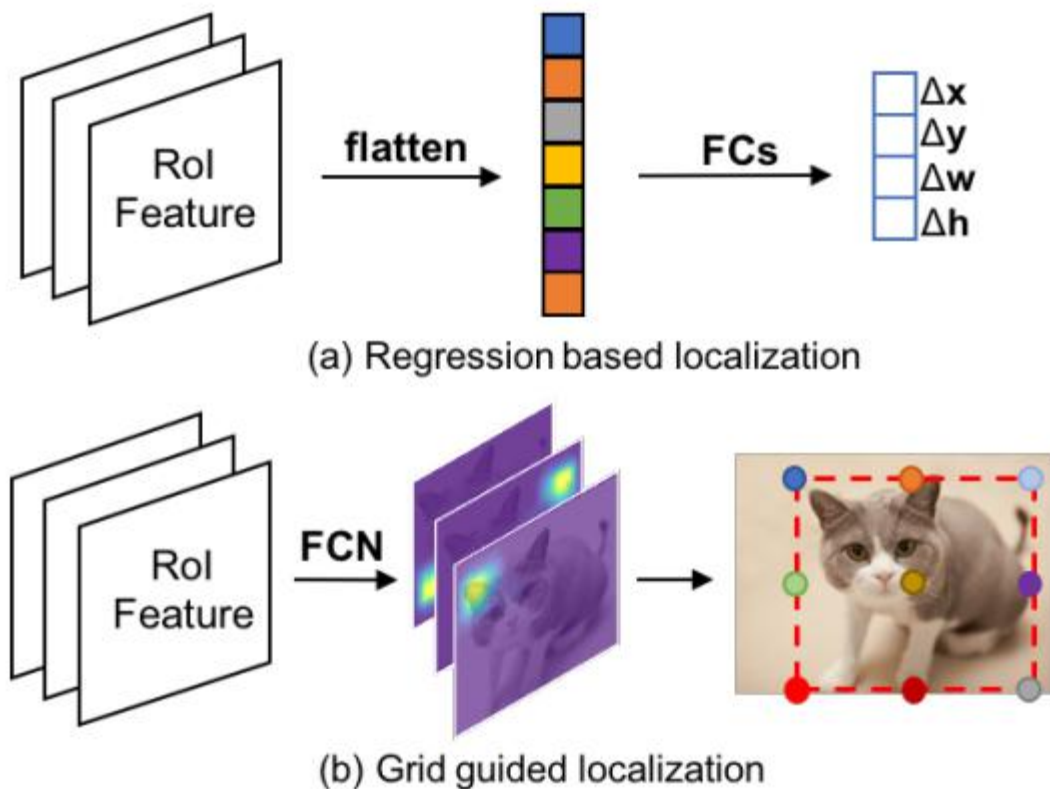 RoI
Feature
flatten
FCs
Δx
Δy
Δw
Δh
(a) Regression based localization
RoI
Feature
FCN
(b) Grid guided localization